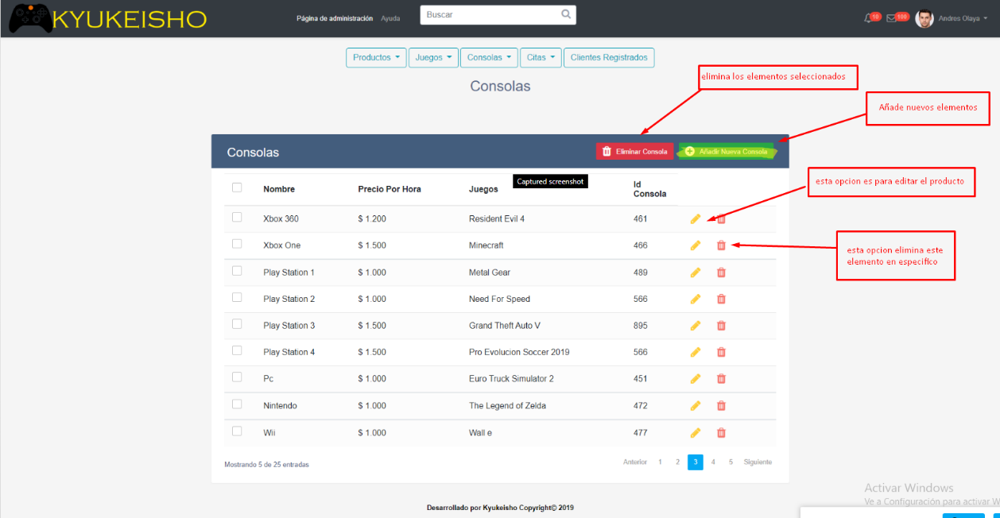 KYUKEISHO
Página de administración Ayuda
Buscar
10 100 Andres Olaya
Productos Juegos Consolas Citas Clientes Registrados
Consolas
elimina los elementos seleccionados
Añade nuevos elementos
Consolas Eliminar Consola Añadir Nueva Consola
Captured screenshot
Nombre Precio Por Hora Juegos Id Consola
esta opcion es para editar el producto
Xbox 360 $ 1.200 Resident Evil 4 461
Xbox One $ 1.500 Minecraft 466
esta opcion elimina este
elemento en especifico
Play Station 1 $ 1.000 Metal Gear 489
Play Station 2 $ 1.000 Need For Speed 566
Play Station 3 $ 1.500 Grand Theft Auto V 895
Play Station 4 $ 1.500 Pro Evolucion Soccer 2019 566
Pc $ 1.000 Euro Truck Simulator 2 451
Nintendo $ 1.000 The Legend of Zelda 472
Wii $ 1.000 Wall e 477
Mostrando 5 de 25 entradas Anterior 1 2 3 4 5 Siguiente
Activar Windows
Ve a Configuración para activar W
Desarrollado por Kyukeisho Copyright© 2019